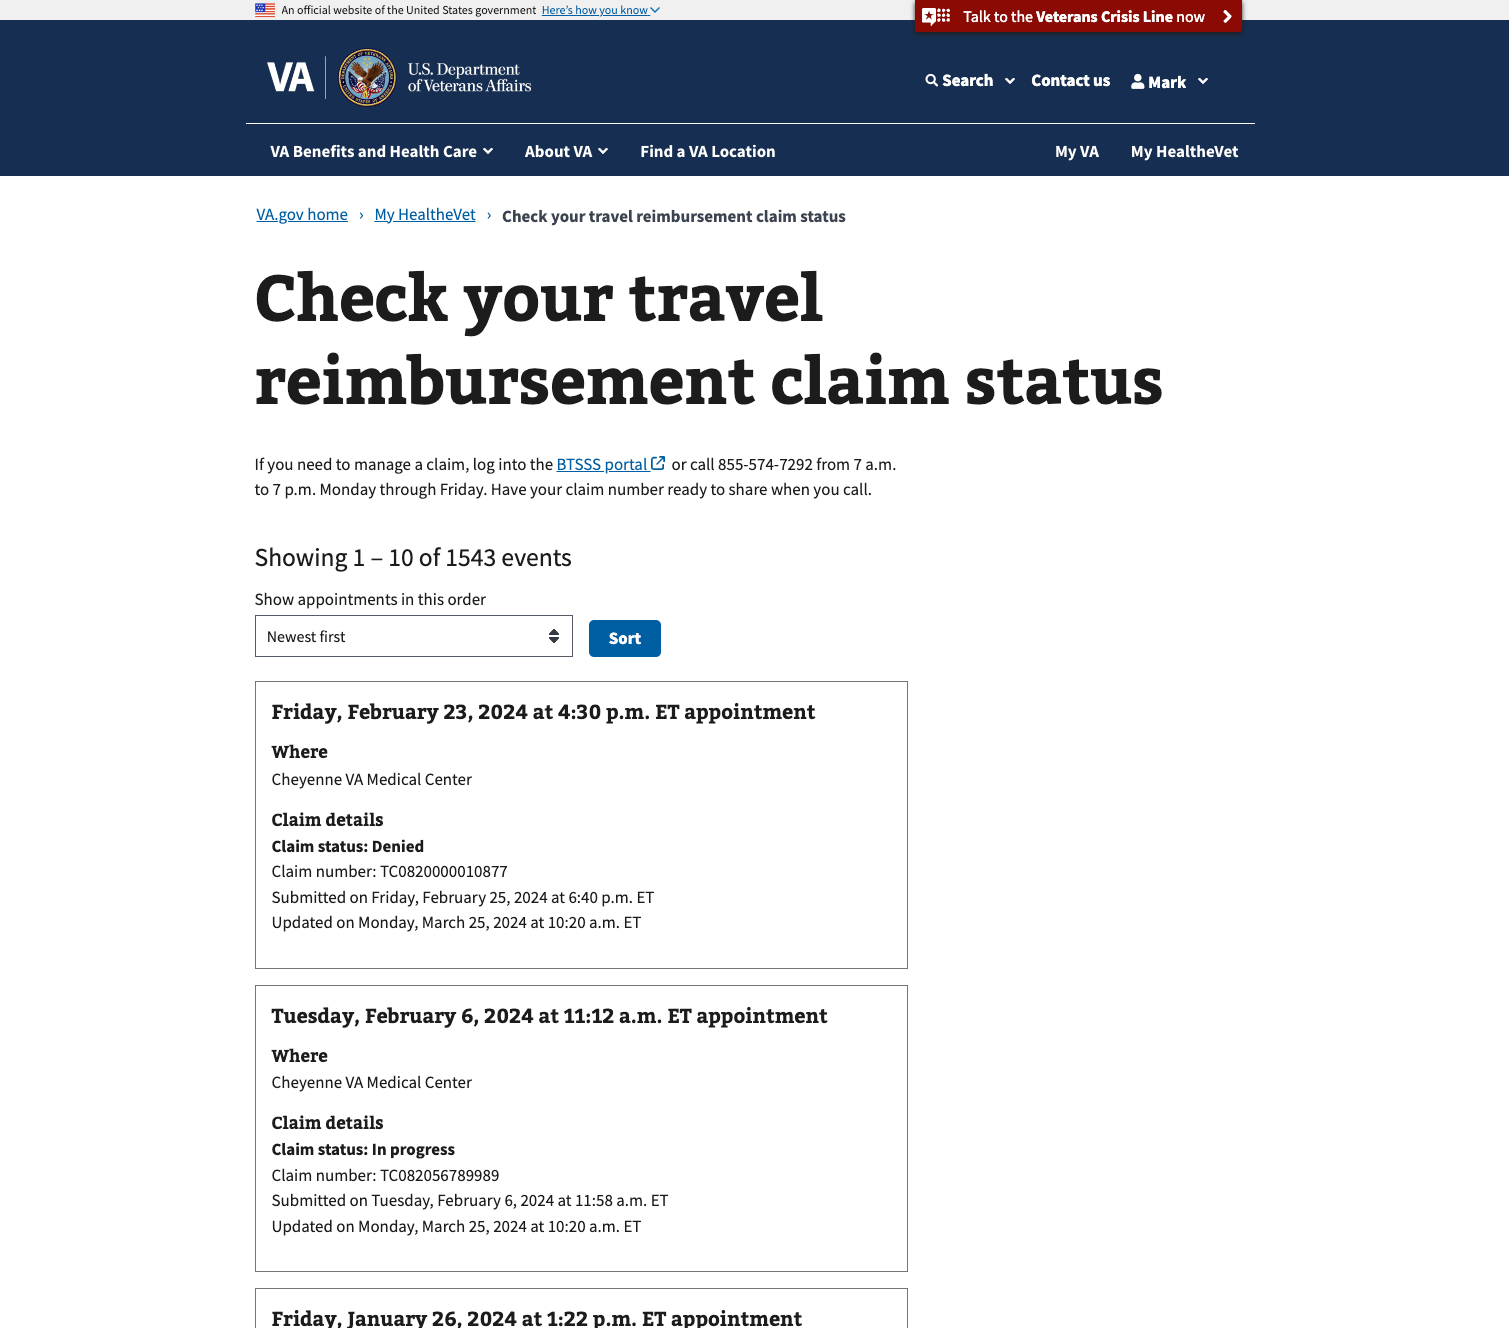 An official website of the United States government Here's how you know
Talk to the Veterans Crisis Line now
VA
U.S. Department
of Veterans Affairs
Search
Contact us
Mark
VA Benefits and Health Care
About VA
Find a VA Location
My VA
My HealtheVet
VA.gov home › My HealtheVet › Check your travel reimbursement claim status
Check your travel
reimbursement claim status
If you need to manage a claim, log into the BTSSS portal or call 855-574-7292 from 7 a.m.
to 7 p.m. Monday through Friday. Have your claim number ready to share when you call.
Showing 1 – 10 of 1543 events
Show appointments in this order
Newest first
Sort
Friday, February 23, 2024 at 4:30 p.m. ET appointment
Where
Cheyenne VA Medical Center
Claim details
Claim status: Denied
Claim number: TC0820000010877
Submitted on Friday, February 25, 2024 at 6:40 p.m. ET
Updated on Monday, March 25, 2024 at 10:20 a.m. ET
Tuesday, February 6, 2024 at 11:12 a.m. ET appointment
Where
Cheyenne VA Medical Center
Claim details
Claim status: In progress
Claim number: TC082056789989
Submitted on Tuesday, February 6, 2024 at 11:58 a.m. ET
Updated on Monday, March 25, 2024 at 10:20 a.m. ET
Friday, January 26, 2024 at 1:22 p.m. ET appointment